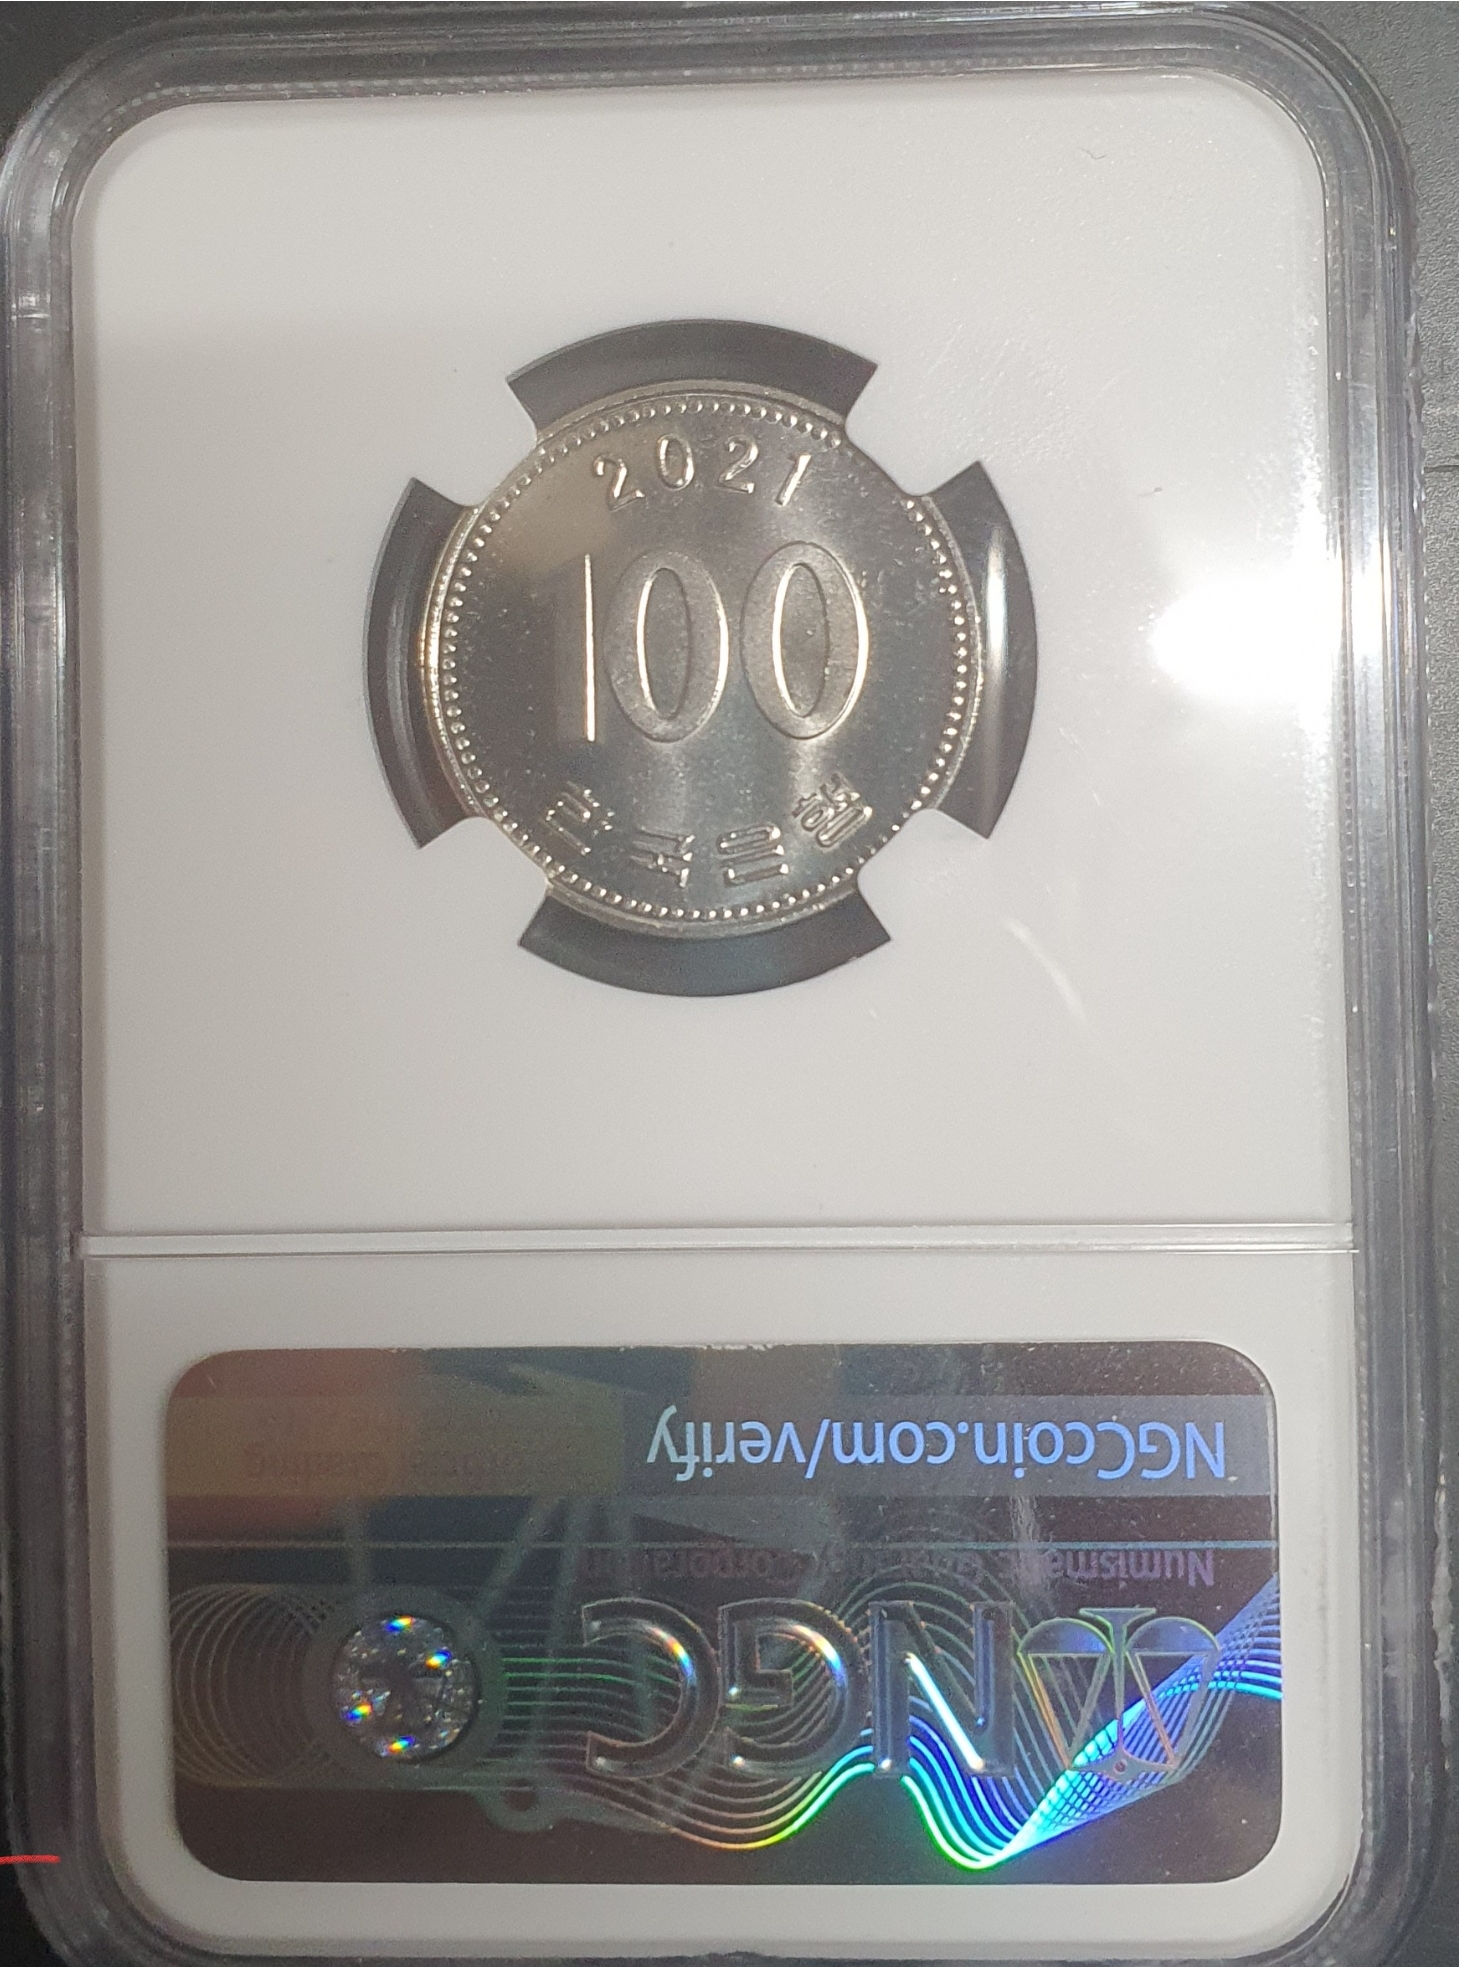 2021
100
한국은행
NGCcoin.com/verify
Numismatic Guaranty Corporation
NGC